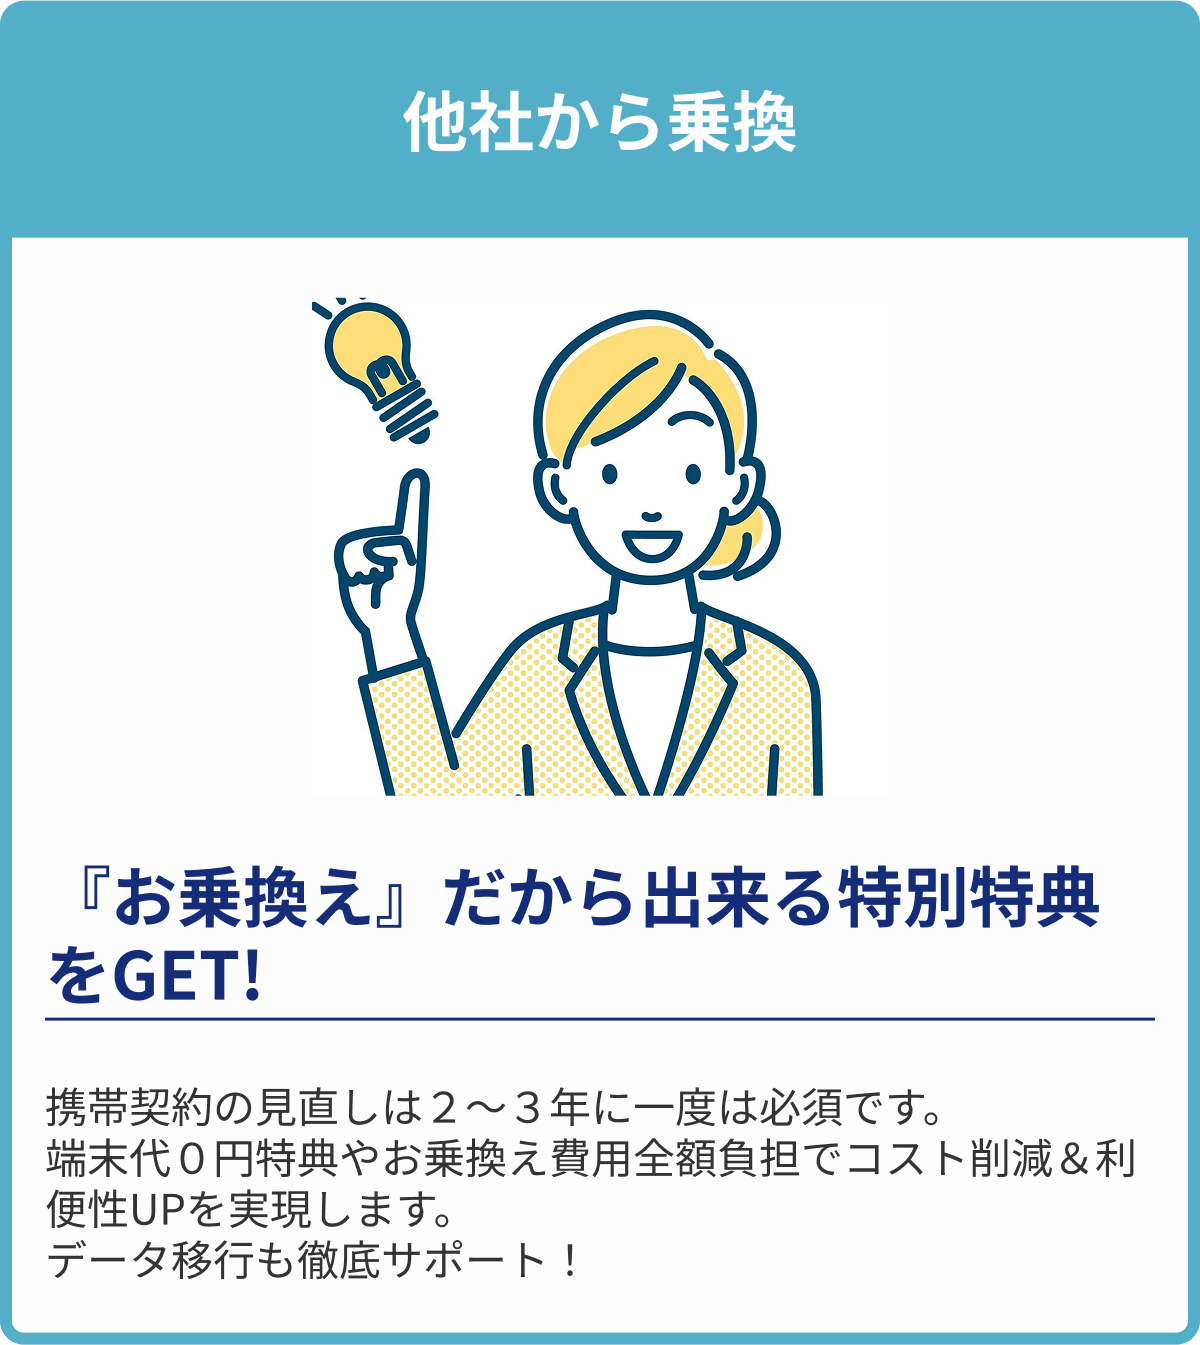 他社から乗換
『お乗換え』だから出来る特別特典
をGET!
携帯契約の見直しは２～３年に一度は必須です。
端末代０円特典やお乗換え費用全額負担でコスト削減＆利
便性UPを実現します。
データ移行も徹底サポート！